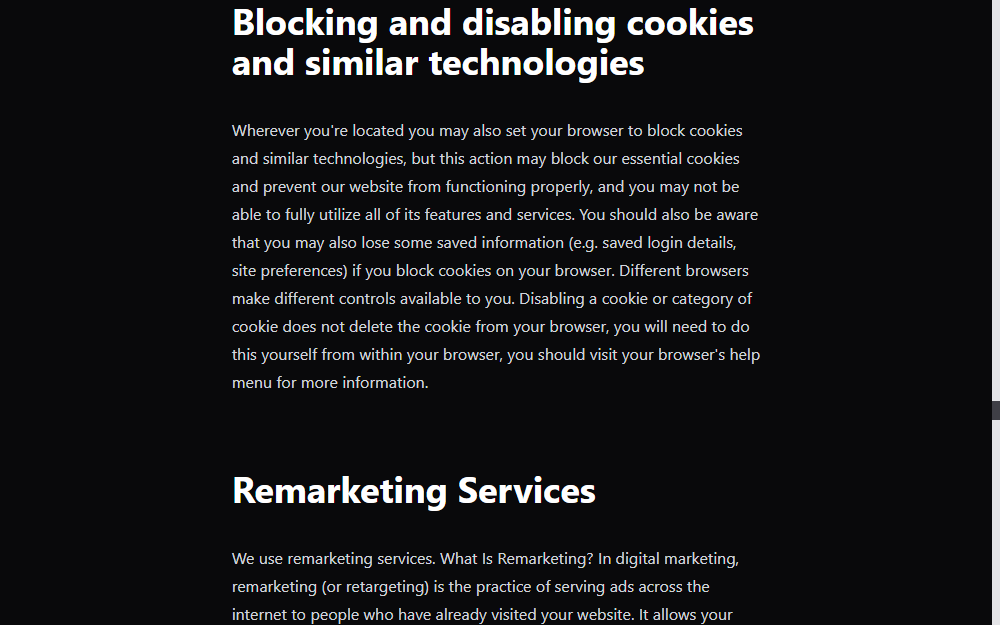 Blocking and disabling cookies
and similar technologies
Wherever you're located you may also set your browser to block cookies
and similar technologies, but this action may block our essential cookies
and prevent our website from functioning properly, and you may not be
able to fully utilize all of its features and services. You should also be aware
that you may also lose some saved information (e.g. saved login details,
site preferences) if you block cookies on your browser. Different browsers
make different controls available to you. Disabling a cookie or category of
cookie does not delete the cookie from your browser, you will need to do
this yourself from within your browser, you should visit your browser's help
menu for more information.
Remarketing Services
We use remarketing services. What Is Remarketing? In digital marketing,
remarketing (or retargeting) is the practice of serving ads across the
internet to people who have already visited your website. It allows your